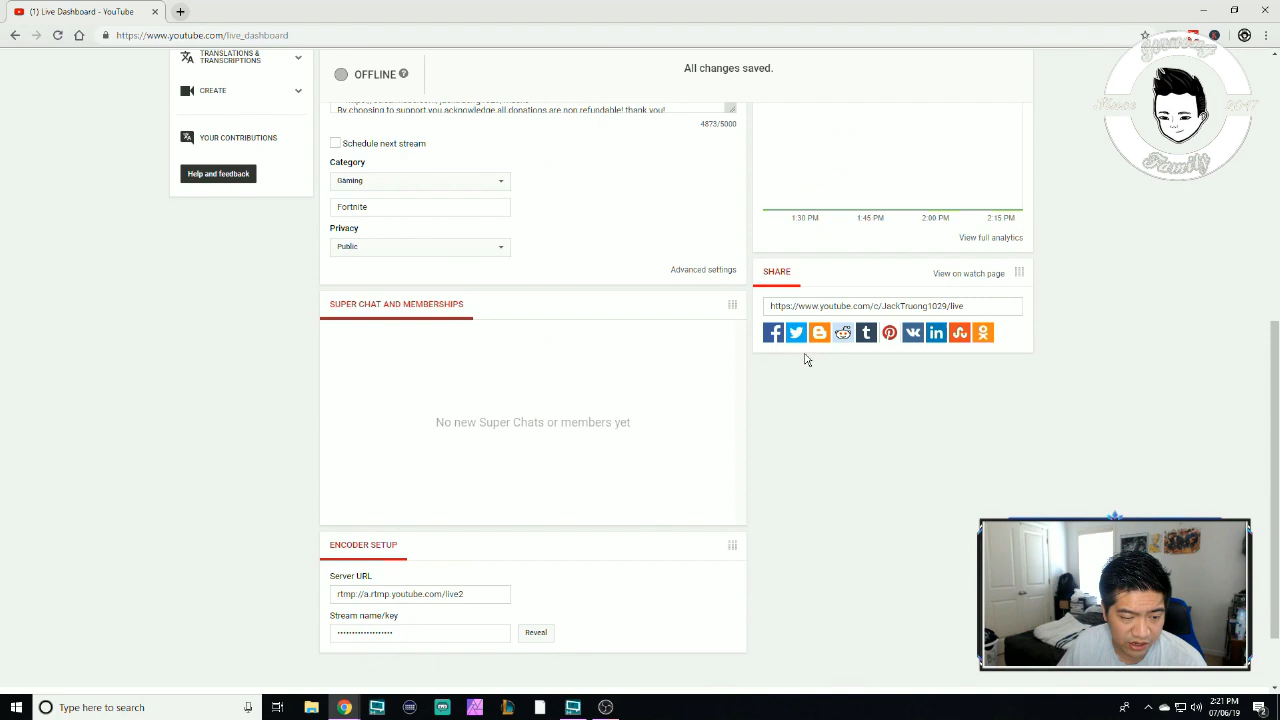 (1) Live Dashboard - YouTube
https://www.youtube.com/live_dashboard
TRANSLATIONS &
TRANSCRIPTIONS
CREATE
YOUR CONTRIBUTIONS
Help and feedback
OFFLINE ?
All changes saved.
By choosing to support you acknowledge all donations are non refundable! thank you!
4873/5000
Schedule next stream
Category
Gaming
Fortnite
Privacy
Public
Advanced settings
1:30 PM 1:45 PM 2:00 PM 2:15 PM
View full analytics
SHARE
View on watch page
https://www.youtube.com/c/JackTruong1029/live
SUPER CHAT AND MEMBERSHIPS
No new Super Chats or members yet
ENCODER SETUP
Server URL
rtmp://a.rtmp.youtube.com/live2
Stream name/key
••••••••••••••••••• Reveal
Since 2017
Family
Type here to search
2:21 PM
07/06/19